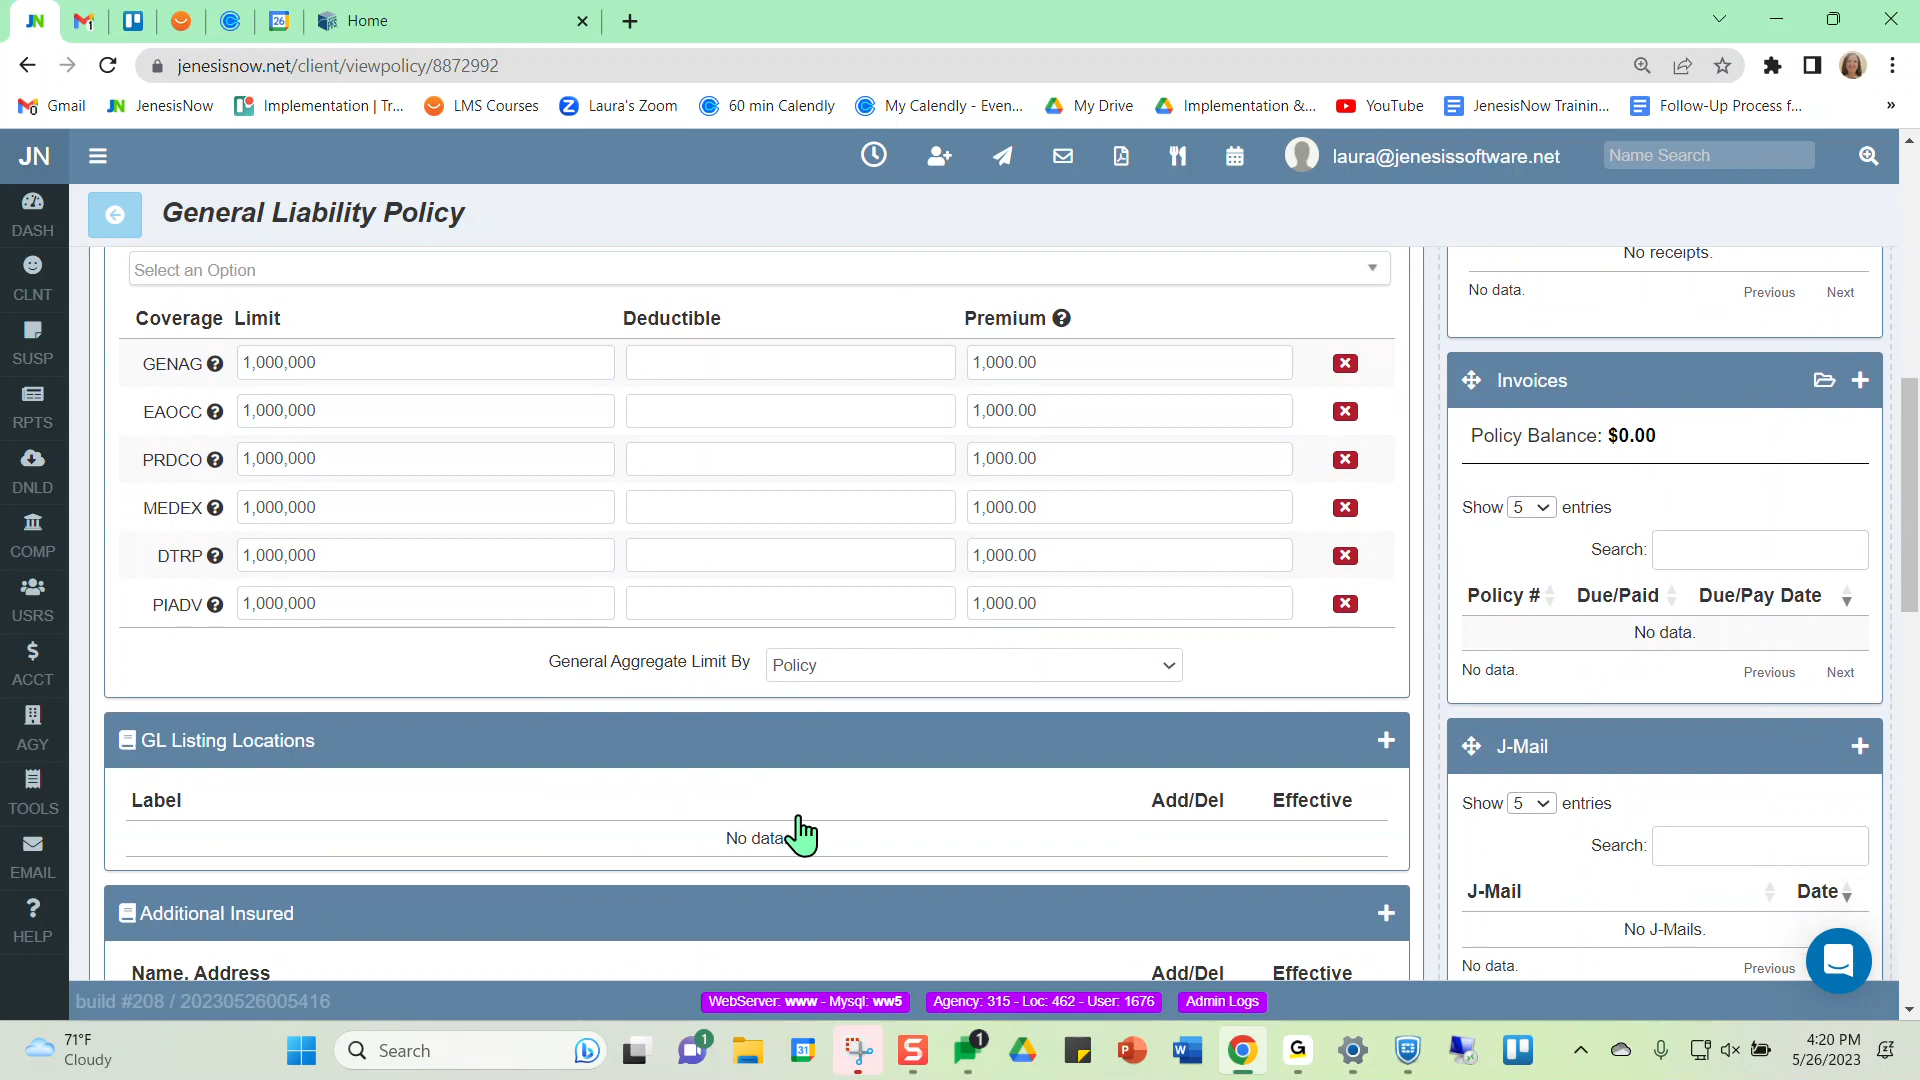 JN
1
26
Home
jenesisnow.net/client/viewpolicy/8872992
Gmail
JN JenesisNow
Implementation | Tr...
LMS Courses
Laura's Zoom
60 min Calendly
My Calendly - Even...
My Drive
Implementation &...
YouTube
JenesisNow Trainin...
Follow-Up Process f...
»
JN
laura@jenesissoftware.net
Name Search
General Liability Policy
DASH
CLNT
SUSP
RPTS
DNLD
COMP
USRS
ACCT
AGY
TOOLS
EMAIL
HELP
Select an Option
Coverage Limit Deductible Premium
GENAG 1,000,000 1,000.00
EAOCC 1,000,000 1,000.00
PRDCO 1,000,000 1,000.00
MEDEX 1,000,000 1,000.00
DTRP 1,000,000 1,000.00
PIADV 1,000,000 1,000.00
General Aggregate Limit By Policy
GL Listing Locations
Label Add/Del Effective
No data
Additional Insured
Name, Address Add/Del Effective
No receipts.
No data. Previous Next
Invoices
Policy Balance: $0.00
Show 5 entries
Search:
Policy # Due/Paid Due/Pay Date
No data.
No data. Previous Next
J-Mail
Show 5 entries
Search:
J-Mail Date
No J-Mails.
No data. Previous
build #208 / 20230526005416
WebServer: www - Mysql: ww5
Agency: 315 - Loc: 462 - User: 1676
Admin Logs
71°F
Cloudy
Search
1
31
S
1
P
W
G
4:20 PM
5/26/2023